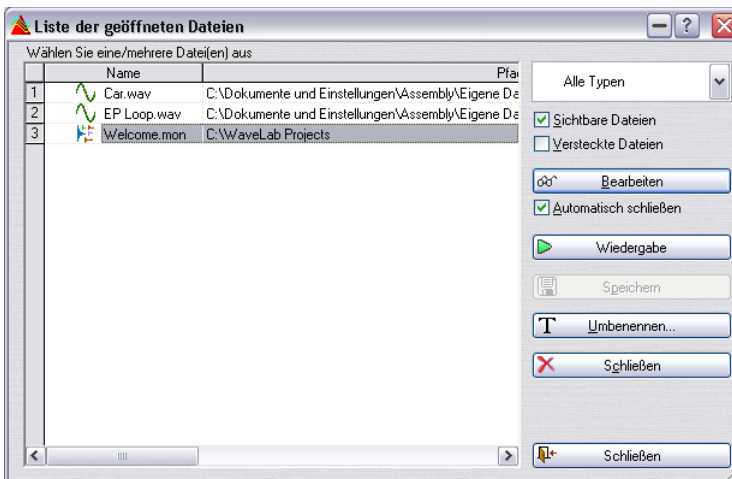 Liste der geöffneten Dateien
Wählen Sie eine/mehrere Datei(en) aus
Name
1 Car.wav C:\Dokumente und Einstellungen\Assembly\Eigene
2 EP Loop.wav C:\Dokumente und Einstellungen\Assembly\Eigene
3 Welcome.mon C:\WaveLab Projects
Alle Typen
Sichtbare Dateien
Versteckte Dateien
Bearbeiten
Automatisch schließen
Wiedergabe
Speichern
Umbenennen...
Schließen
Schließen